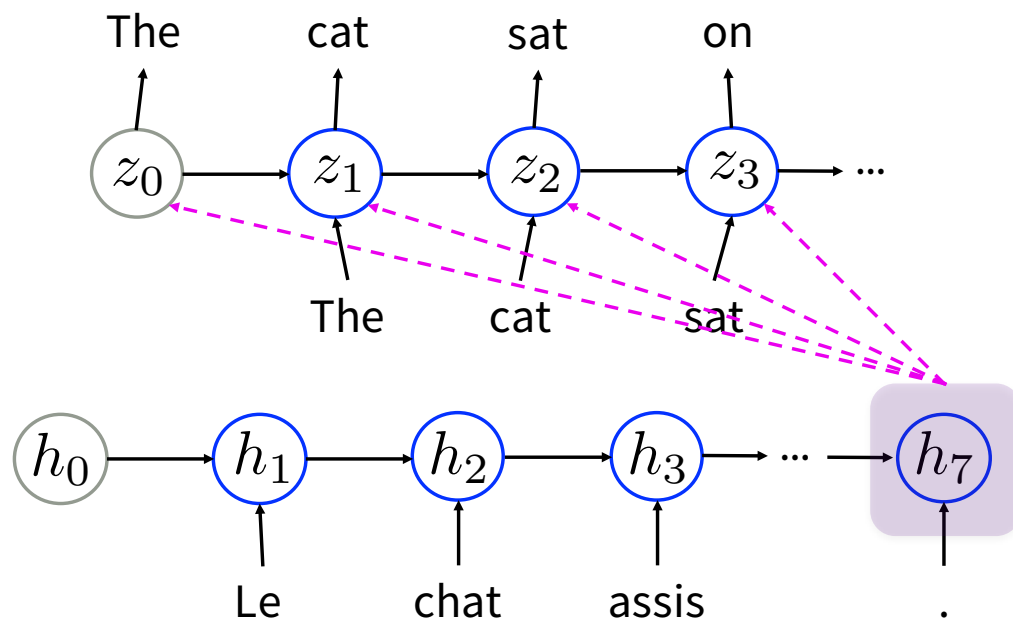 The cat sat on
z₀ z₁ z₂ z₃ ...
The cat sat
h₀ h₁ h₂ h₃ ... h₇
Le chat assis .